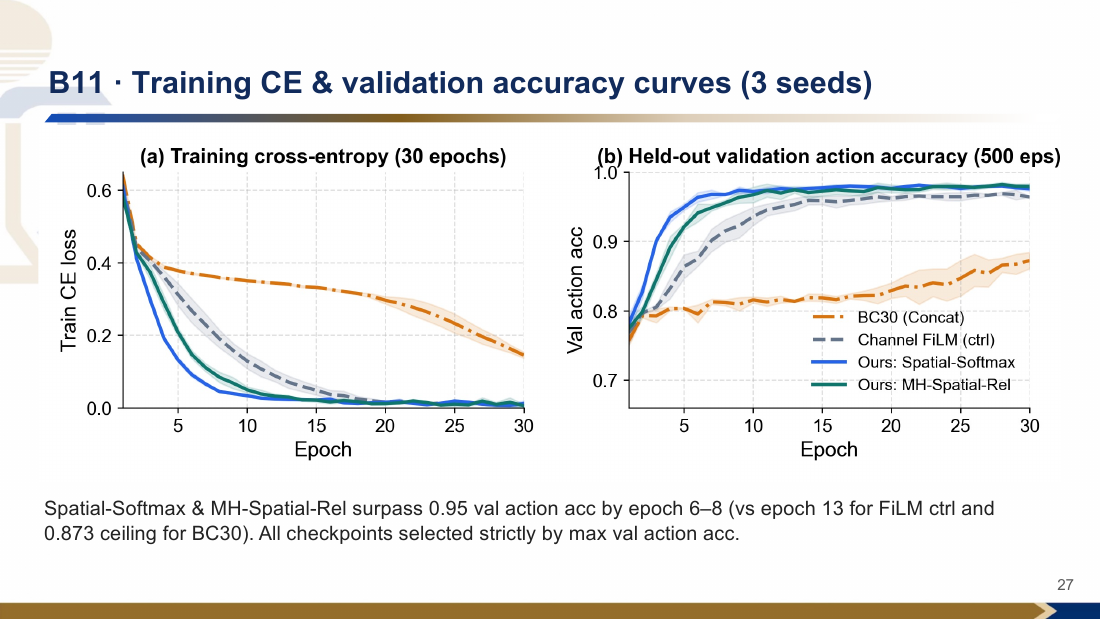 B11 · Training CE & validation accuracy curves (3 seeds)
(a) Training cross-entropy (30 epochs)
0.6
0.4
0.2
0.0
Train CE loss
5
10
15
20
25
30
Epoch
(b) Held-out validation action accuracy (500 eps)
1.0
0.9
0.8
0.7
Val action acc
BC30 (Concat)
Channel FiLM (ctrl)
Ours: Spatial-Softmax
Ours: MH-Spatial-Rel
5
10
15
20
25
30
Epoch
Spatial-Softmax & MH-Spatial-Rel surpass 0.95 val action acc by epoch 6–8 (vs epoch 13 for FiLM ctrl and
0.873 ceiling for BC30). All checkpoints selected strictly by max val action acc.
27